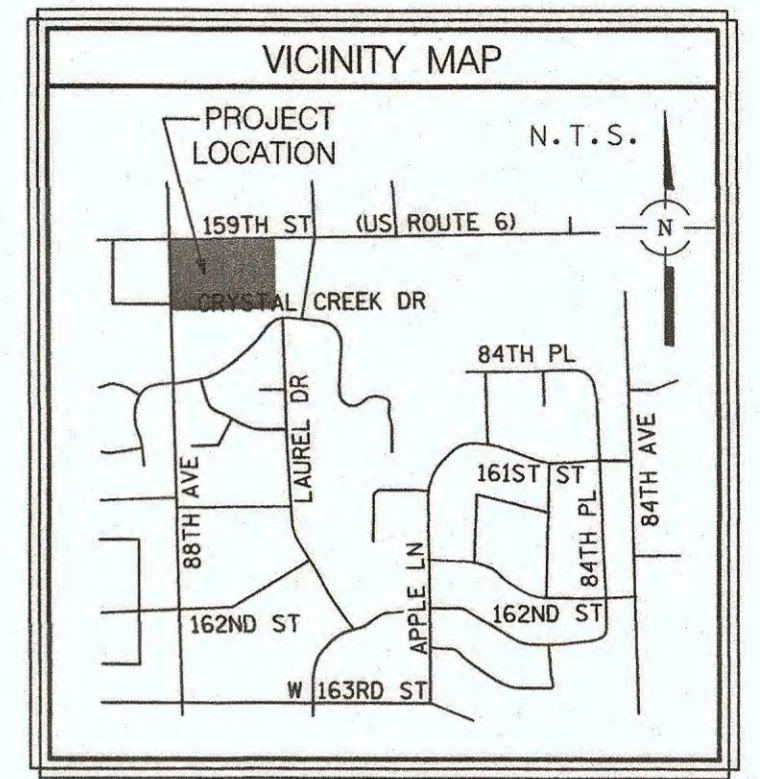 VICINITY MAP
PROJECT
LOCATION
N.T.S.
N
159TH ST (US ROUTE 6)
CRYSTAL CREEK DR
84TH PL
LAUREL DR
161ST ST
84TH AVE
88TH AVE
84TH PL
APPLE LN
162ND ST
162ND ST
W 163RD ST